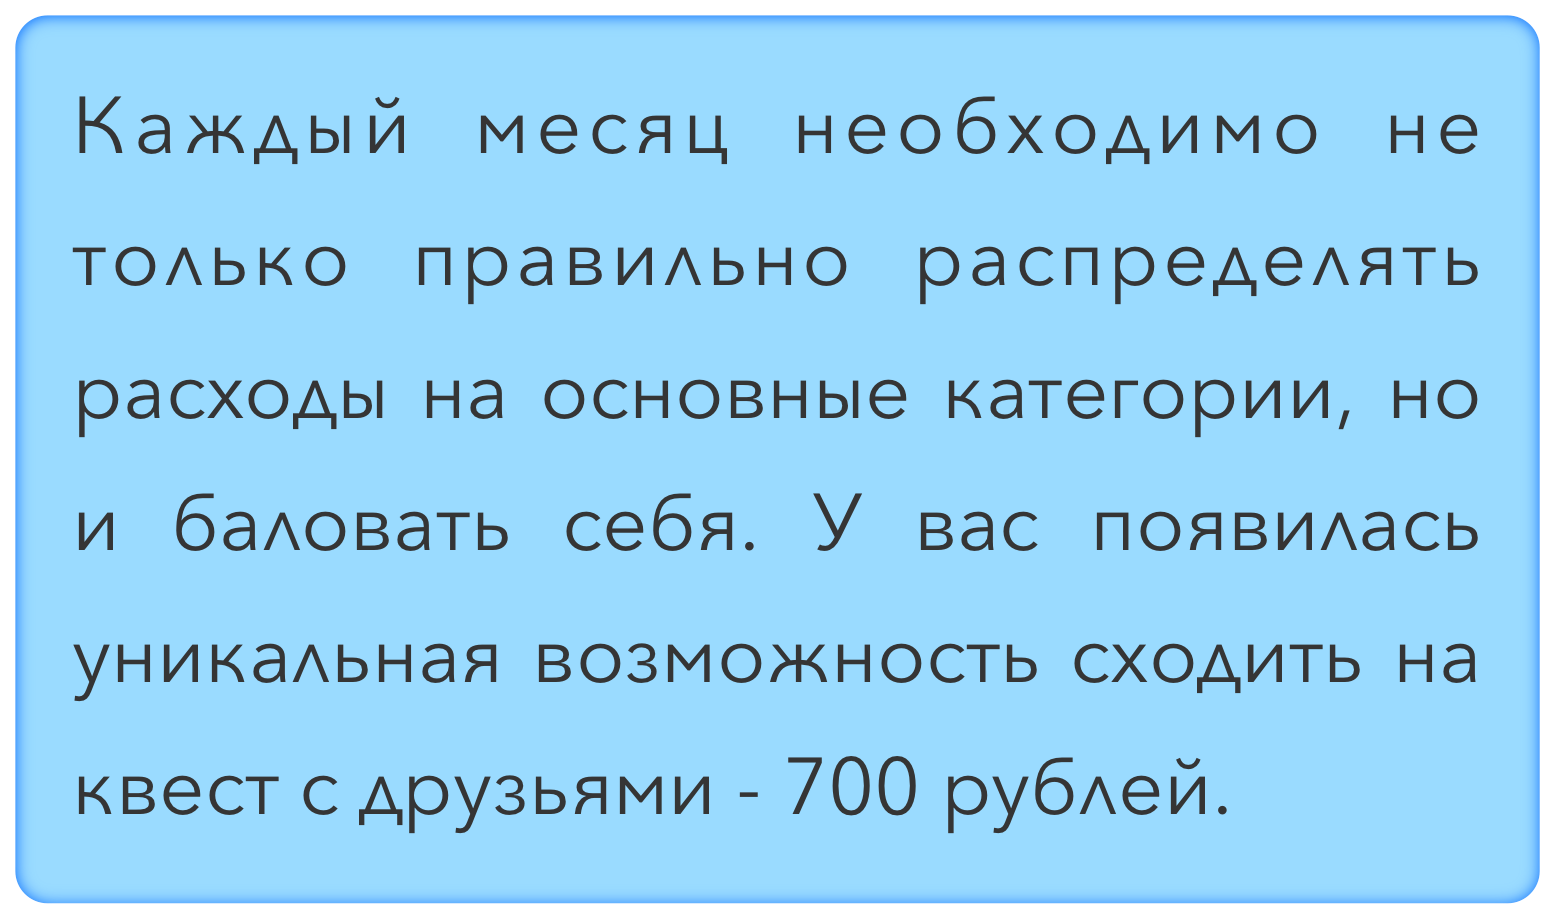 Каждый месяц необходимо не
только правильно распределять
расходы на основные категории, но
и баловать себя. У вас появилась
уникальная возможность сходить на
квест с друзьями - 700 рублей.